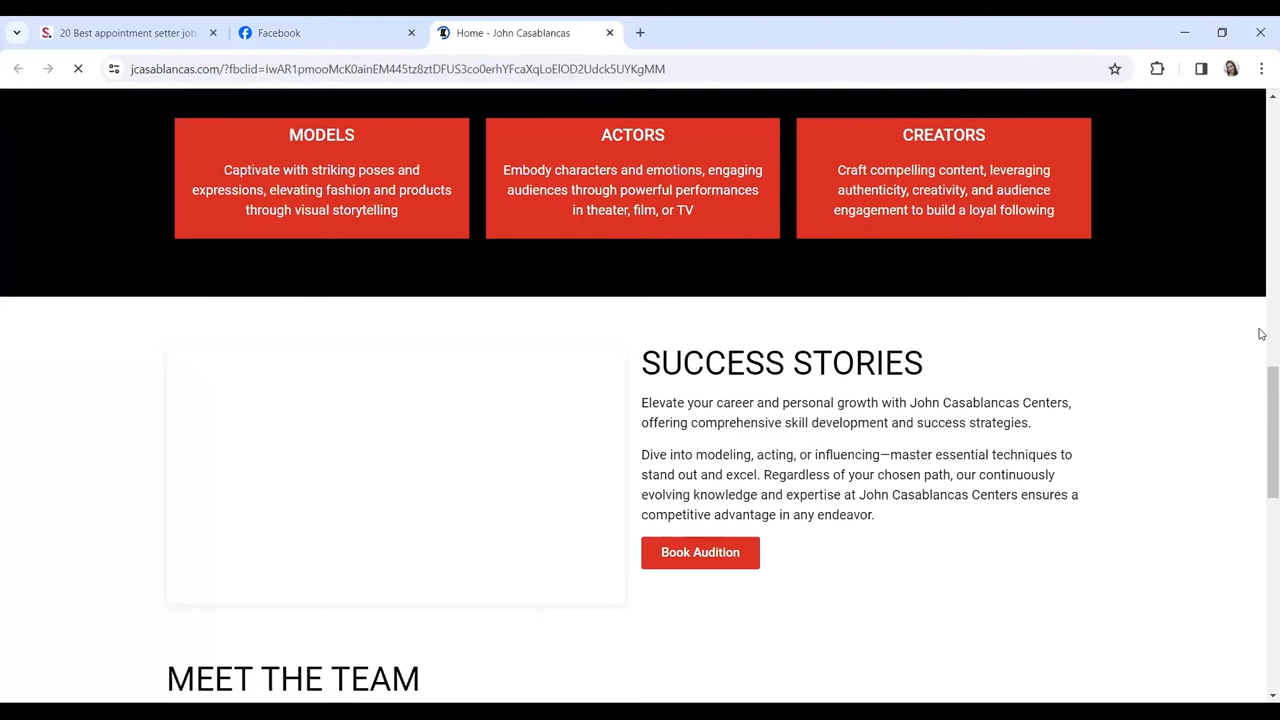 20 Best appointment setter job
Facebook
Home - John Casablancas
jcasablancas.com/?fbclid=IwAR1pmooMcK0ainEM445tz8ztDFUS3co0erhYFcaXqLoElOD2Udck5UYKgMM
MODELS
Captivate with striking poses and
expressions, elevating fashion and products
through visual storytelling
ACTORS
Embody characters and emotions, engaging
audiences through powerful performances
in theater, film, or TV
CREATORS
Craft compelling content, leveraging
authenticity, creativity, and audience
engagement to build a loyal following
SUCCESS STORIES
Elevate your career and personal growth with John Casablancas Centers,
offering comprehensive skill development and success strategies.
Dive into modeling, acting, or influencing—master essential techniques to
stand out and excel. Regardless of your chosen path, our continuously
evolving knowledge and expertise at John Casablancas Centers ensures a
competitive advantage in any endeavor.
Book Audition
MEET THE TEAM